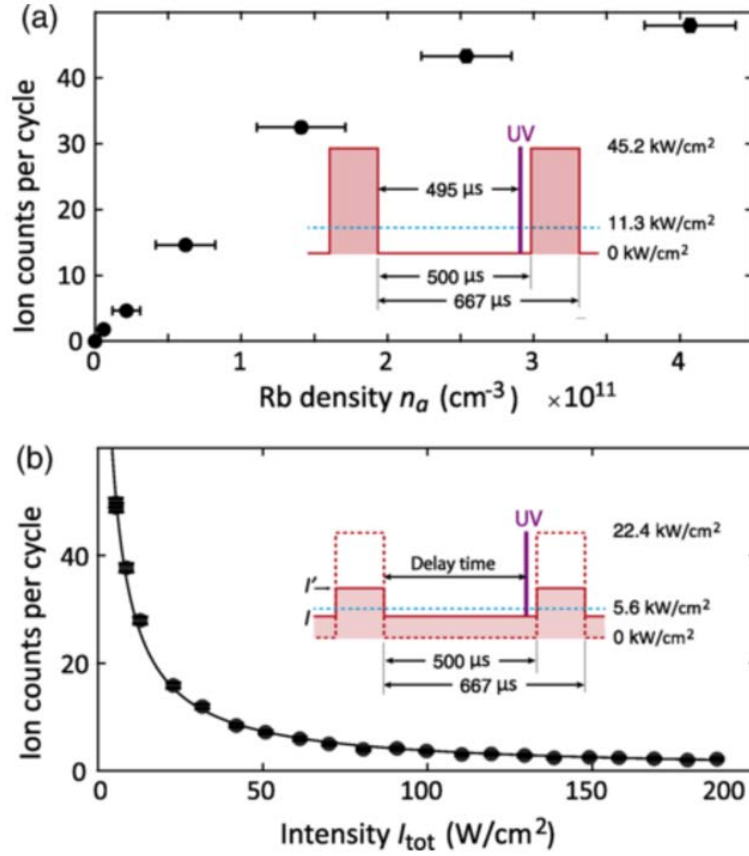 (a)
Ion counts per cycle
40
30
20
10
0
UV
45.2 kW/cm²
495 μs
11.3 kW/cm²
0 kW/cm²
500 μs
667 μs
0 1 2 3 4
Rb density nₐ (cm⁻³) ×10¹¹
(b)
Ion counts per cycle
40
20
0
UV
22.4 kW/cm²
Delay time
I'
5.6 kW/cm²
I
0 kW/cm²
500 μs
667 μs
0 50 100 150 200
Intensity Iₜₒₜ (W/cm²)